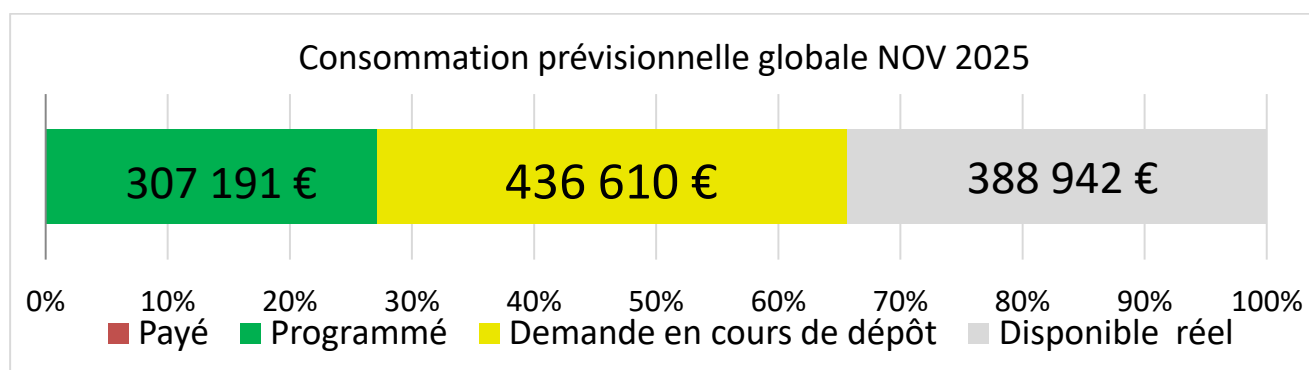 Consommation prévisionnelle globale NOV 2025
307 191 € 436 610 € 388 942 €
0% 10% 20% 30% 40% 50% 60% 70% 80% 90% 100%
Payé Programmé Demande en cours de dépôt Disponible réel